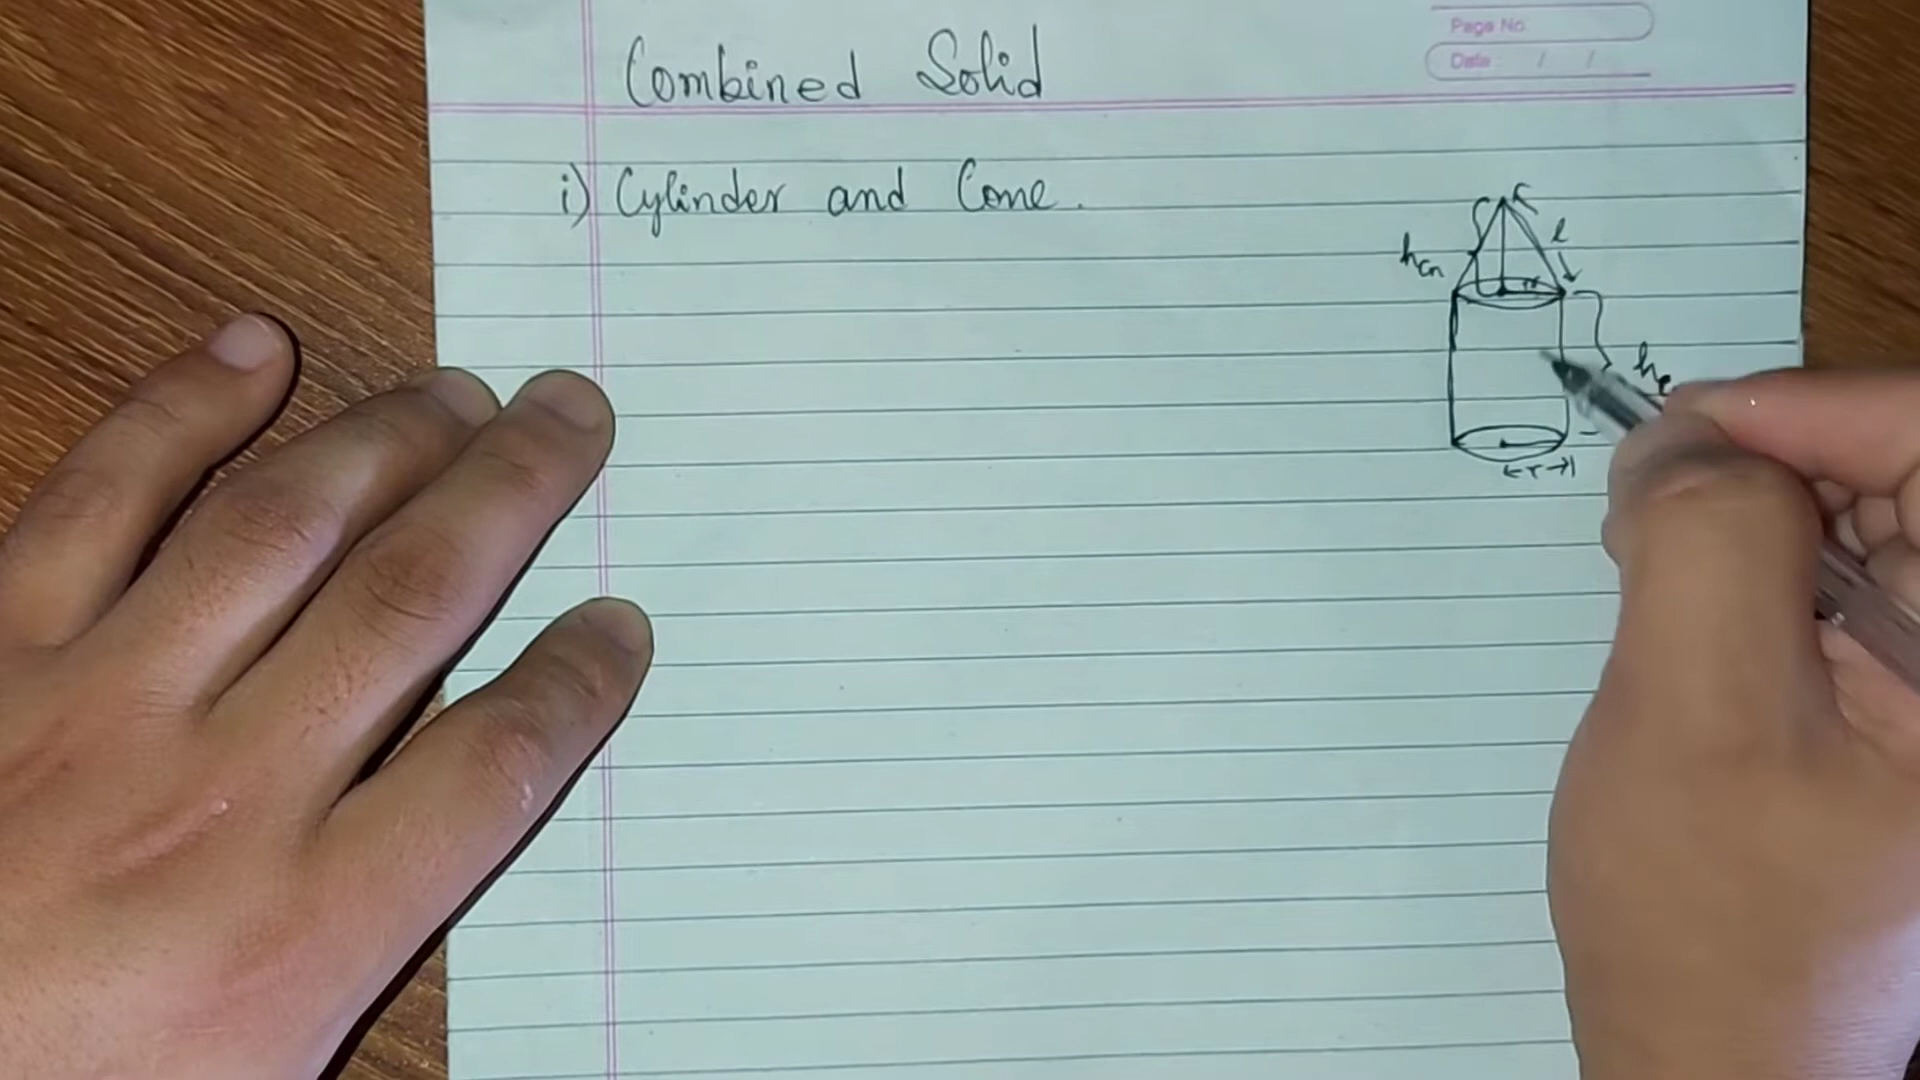 Page No
Date : / /
Combined Solid
i) Cylinder and Cone.
l
hcn
r
r